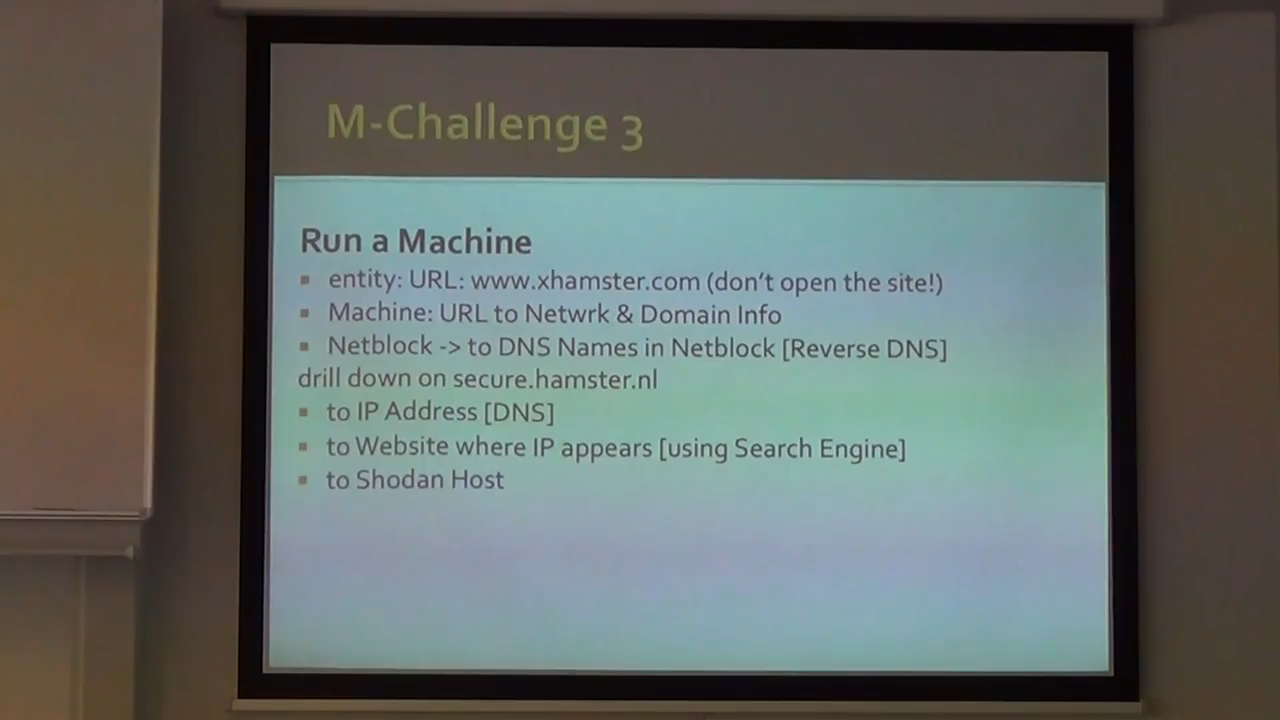 M-Challenge 3
Run a Machine
▪ entity: URL: www.xhamster.com (don't open the site!)
▪ Machine: URL to Netwrk & Domain Info
▪ Netblock -> to DNS Names in Netblock [Reverse DNS]
drill down on secure.hamster.nl
▪ to IP Address [DNS]
▪ to Website where IP appears [using Search Engine]
▪ to Shodan Host